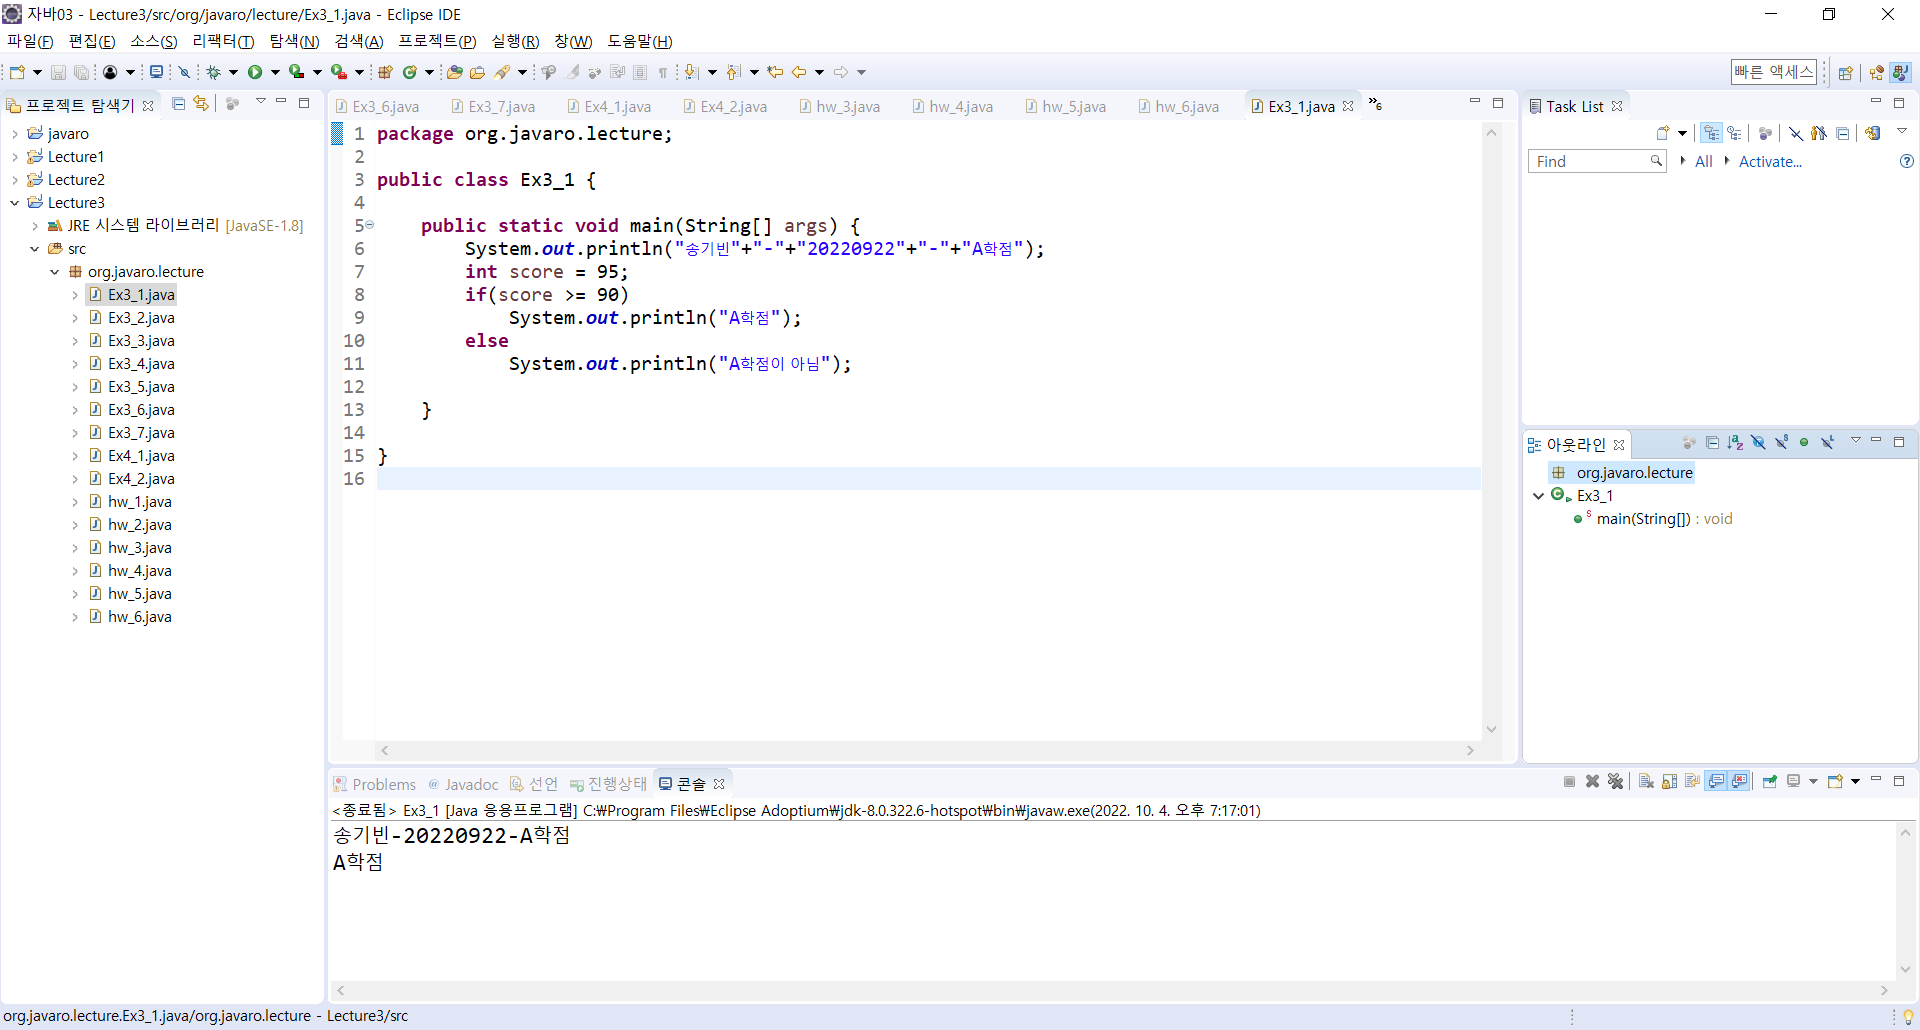 자바03 - Lecture3/src/org/javaro/lecture/Ex3_1.java - Eclipse IDE
파일(F) 편집(E) 소스(S) 리팩터(T) 탐색(N) 검색(A) 프로젝트(P) 실행(R) 창(W) 도움말(H)
빠른 액세스
프로젝트 탐색기
javaro
Lecture1
Lecture2
Lecture3
JRE 시스템 라이브러리 [JavaSE-1.8]
src
org.javaro.lecture
Ex3_1.java
Ex3_2.java
Ex3_3.java
Ex3_4.java
Ex3_5.java
Ex3_6.java
Ex3_7.java
Ex4_1.java
Ex4_2.java
hw_1.java
hw_2.java
hw_3.java
hw_4.java
hw_5.java
hw_6.java
Ex3_6.java Ex3_7.java Ex4_1.java Ex4_2.java hw_3.java hw_4.java hw_5.java hw_6.java Ex3_1.java »6
1 package org.javaro.lecture;
2
3 public class Ex3_1 {
4
5 public static void main(String[] args) {
6 System.out.println("송기빈"+"-"+"20220922"+"-"+"A학점");
7 int score = 95;
8 if(score >= 90)
9 System.out.println("A학점");
10 else
11 System.out.println("A학점이 아님");
12
13 }
14
15 }
16
Task List
Find All Activate...
아웃라인
org.javaro.lecture
Ex3_1
main(String[]) : void
Problems @ Javadoc 선언 진행상태 콘솔
<종료됨> Ex3_1 [Java 응용프로그램] C:₩Program Files₩Eclipse Adoptium₩jdk-8.0.322.6-hotspot₩bin₩javaw.exe(2022. 10. 4. 오후 7:17:01)
송기빈-20220922-A학점
A학점
org.javaro.lecture.Ex3_1.java/org.javaro.lecture - Lecture3/src